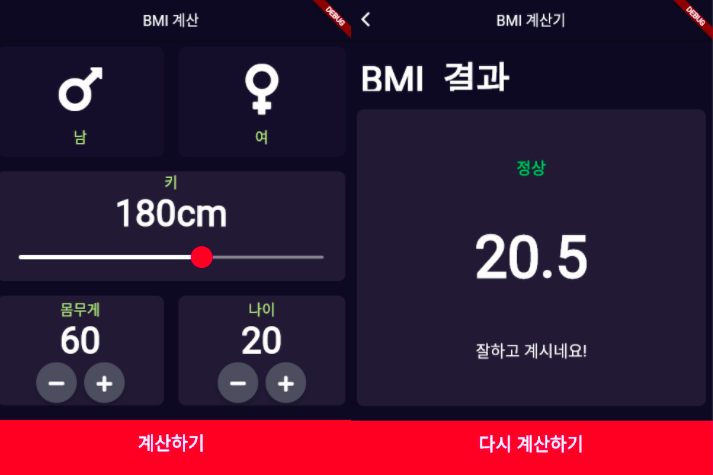 BMI 계산
DEBUG
남
여
키
180cm
몸무게
60
나이
20
계산하기
BMI 계산기
DEBUG
BMI 결과
정상
20.5
잘하고 계시네요!
다시 계산하기